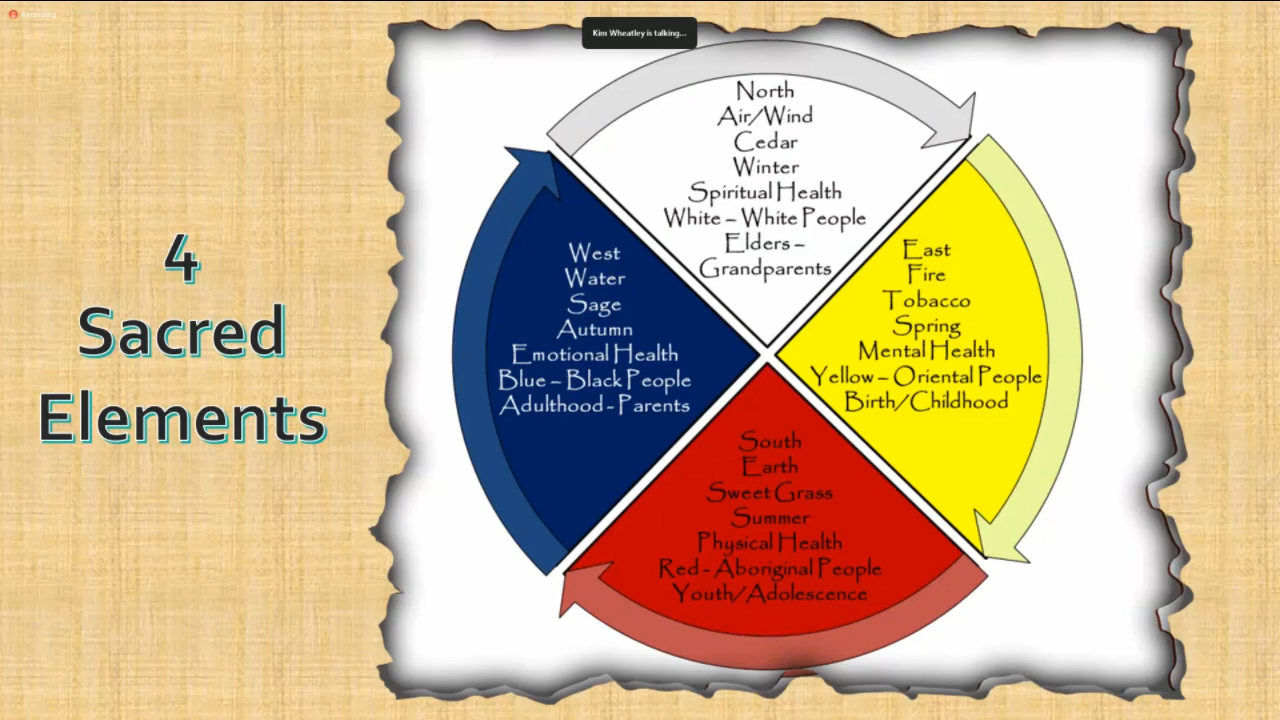 Recording
Kim Wheatley is talking...
4
Sacred
Elements
North
Air/Wind
Cedar
Winter
Spiritual Health
White – White People
Elders –
Grandparents
East
Fire
Tobacco
Spring
Mental Health
Yellow – Oriental People
Birth/Childhood
South
Earth
Sweet Grass
Summer
Physical Health
Red - Aboriginal People
Youth/Adolescence
West
Water
Sage
Autumn
Emotional Health
Blue – Black People
Adulthood - Parents